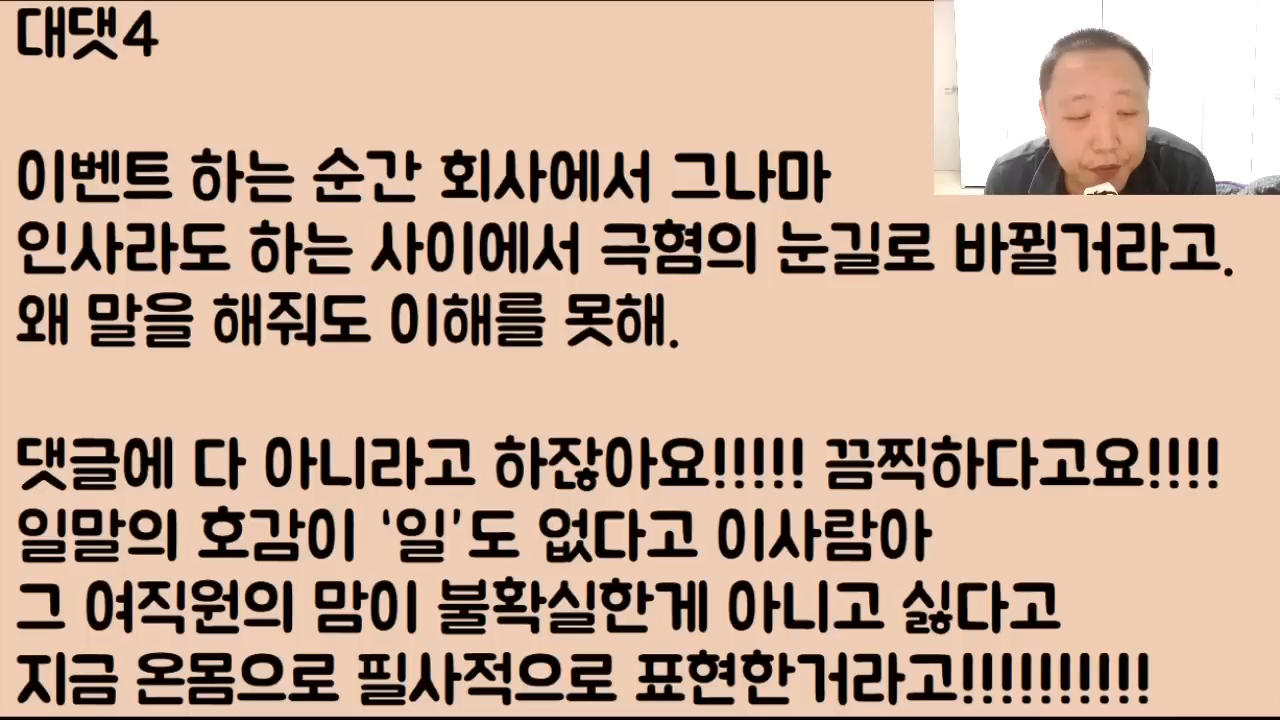 대댓4
이벤트 하는 순간 회사에서 그나마
인사라도 하는 사이에서 극혐의 눈길로 바뀔거라고.
왜 말을 해줘도 이해를 못해.
댓글에 다 아니라고 하잖아요!!!!! 끔찍하다고요!!!!
일말의 호감이 '일'도 없다고 이사람아
그 여직원의 맘이 불확실한게 아니고 싫다고
지금 온몸으로 필사적으로 표현한거라고!!!!!!!!!!